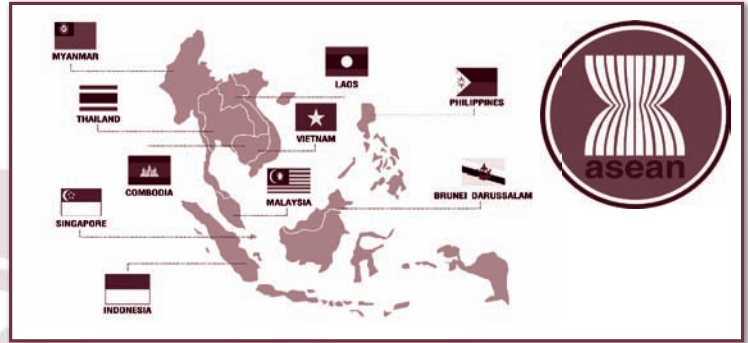 MYANMAR
LAOS
PHILIPPINES
THAILAND
VIETNAM
COMBODIA
MALAYSIA
BRUNEI DARUSSALAM
SINGAPORE
INDONESIA
asean